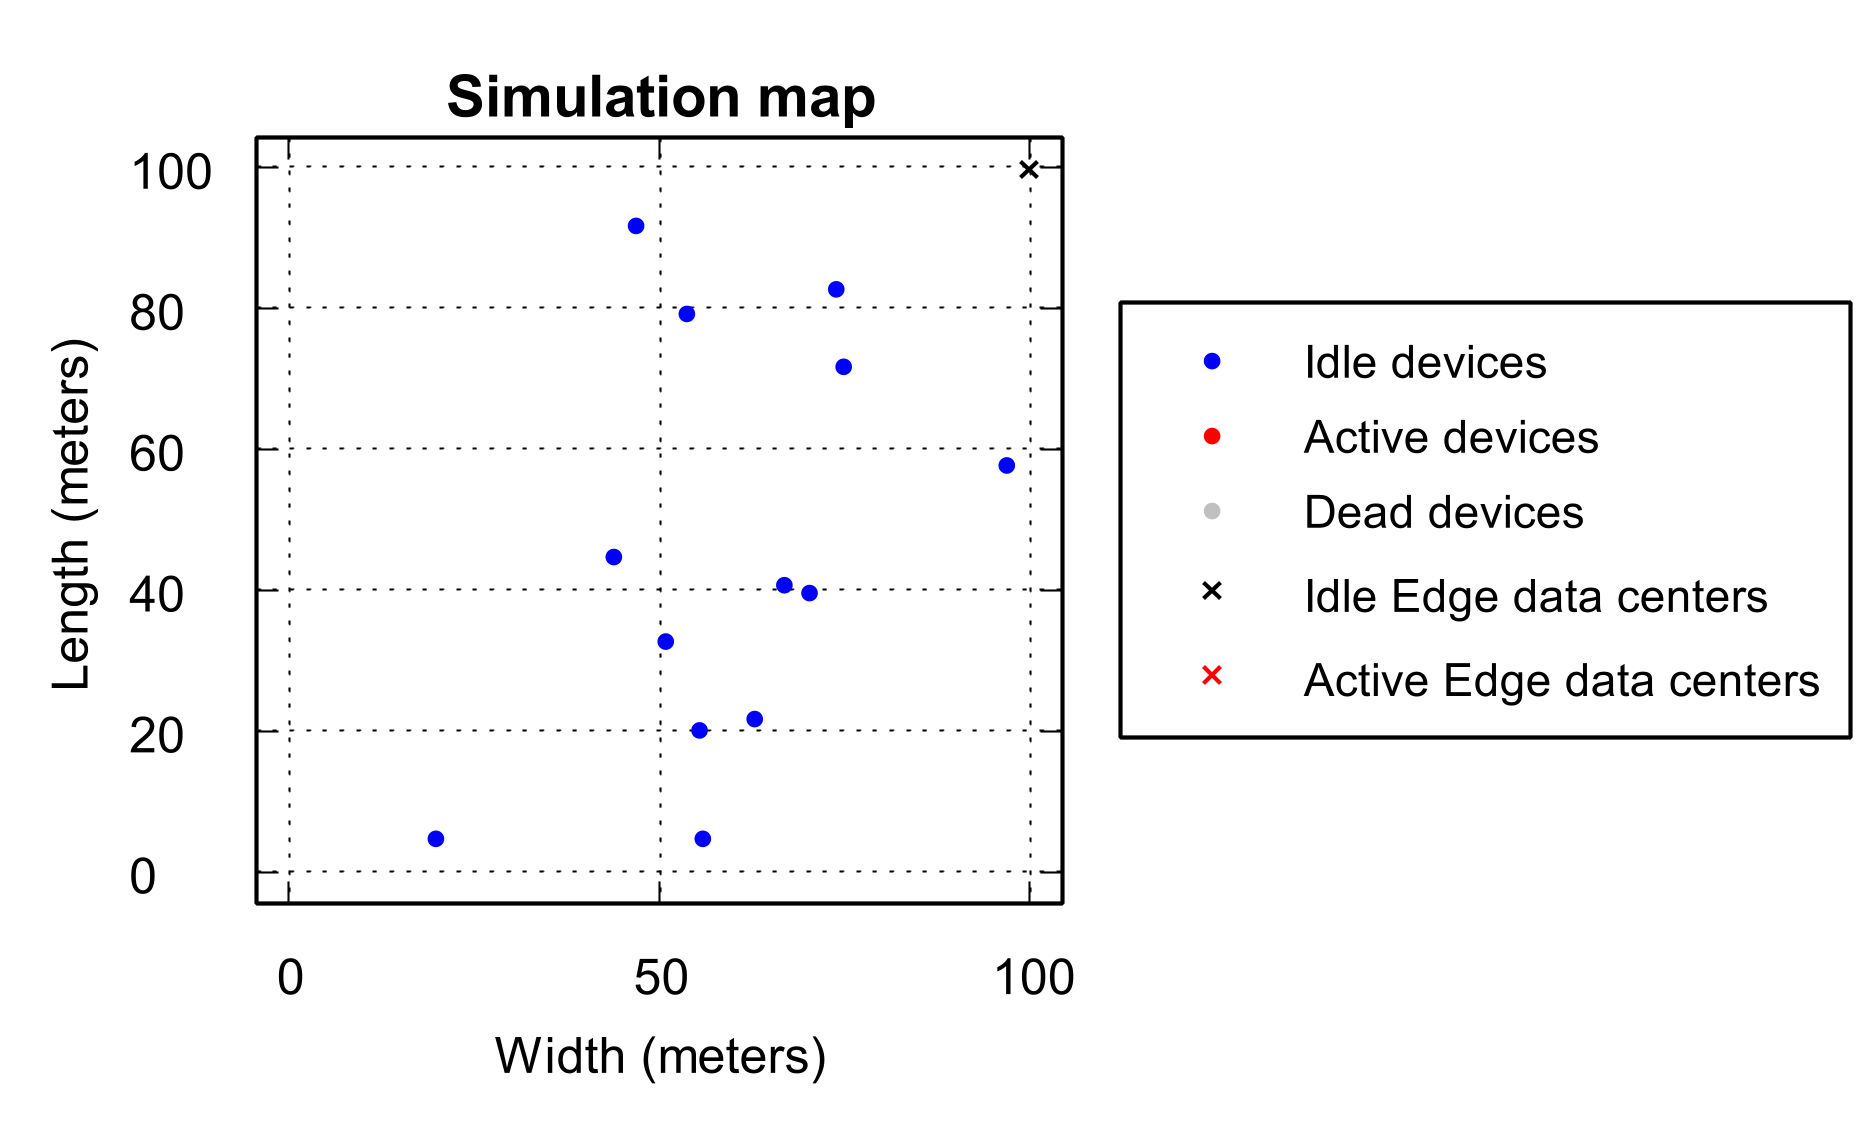 Simulation map
100
80
60
40
20
0
Length (meters)
0 50 100
Width (meters)
Idle devices
Active devices
Dead devices
Idle Edge data centers
Active Edge data centers